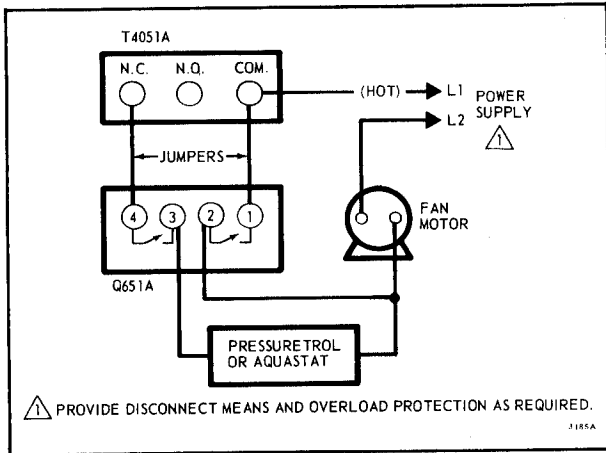 T4051A
N.C. N.O. COM.
(HOT) L1
POWER
SUPPLY
L2
1
JUMPERS
4 3 2 1
FAN
MOTOR
Q651A
PRESSURETROL
OR AQUASTAT
1 PROVIDE DISCONNECT MEANS AND OVERLOAD PROTECTION AS REQUIRED.